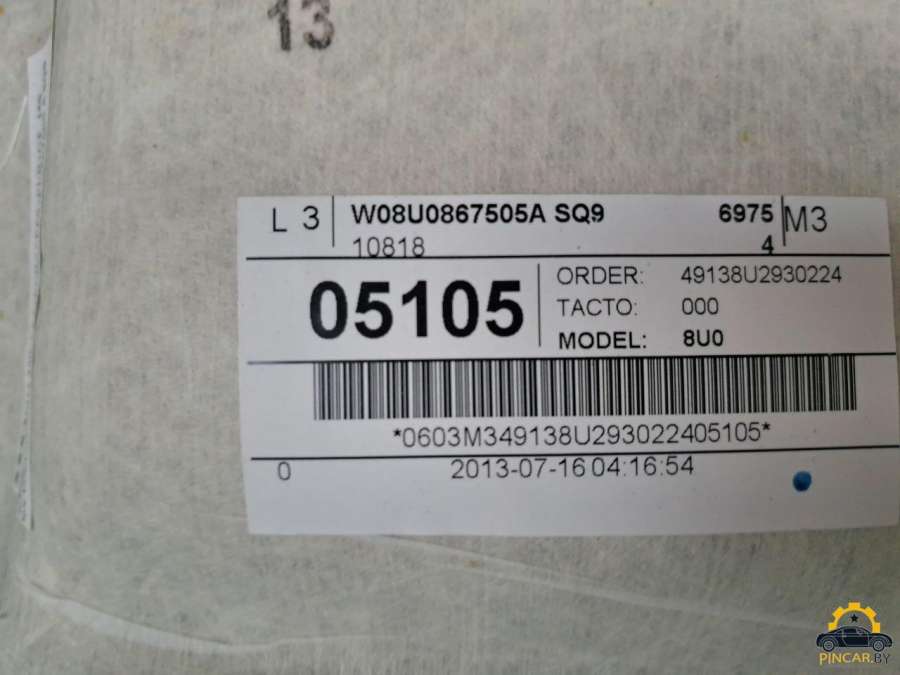 13
L 3 W08U0867505A SQ9 6975 M3
10818 4
05105
ORDER: 49138U2930224
TACTO: 000
MODEL: 8U0
*0603M349138U293022405105*
0 2013-07-16 04:16:54
PINCAR.BY